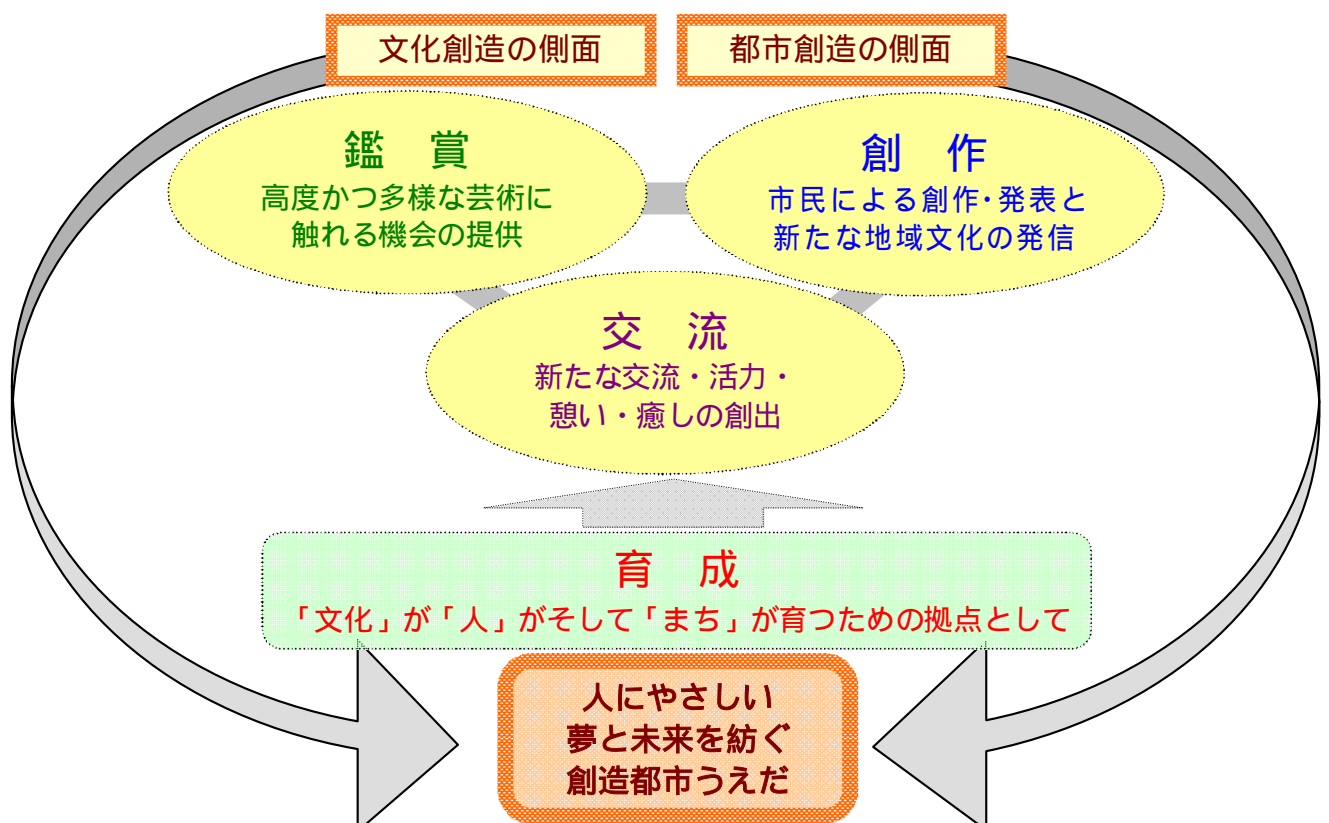 文化創造の側面
都市創造の側面
鑑 賞
高度かつ多様な芸術に
触れる機会の提供
創 作
市民による創作・発表と
新たな地域文化の発信
交 流
新たな交流・活力・
憩い・癒しの創出
育 成
「文化」が「人」がそして「まち」が育つための拠点として
人にやさしい
夢と未来を紡ぐ
創造都市うえだ